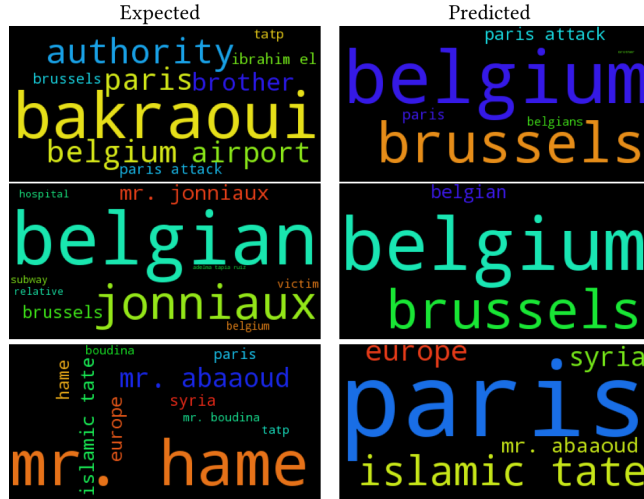 Expected
Predicted
tatp
authority
ibrahim el
brussels
paris
brother
bakraoui
belgium
airport
paris attack
paris attack
belgium
paris
belgians
brussels
hospital
mr. jonniaux
belgian
subway
relative
victim
jonniaux
brussels
belgium
belgian
belgium
brussels
boudina
paris
hame
mr. abaaoud
islamic tate
europe
syria
mr. boudina
tatp
mr. hame
europe
syria
paris
mr. abaaoud
islamic tate